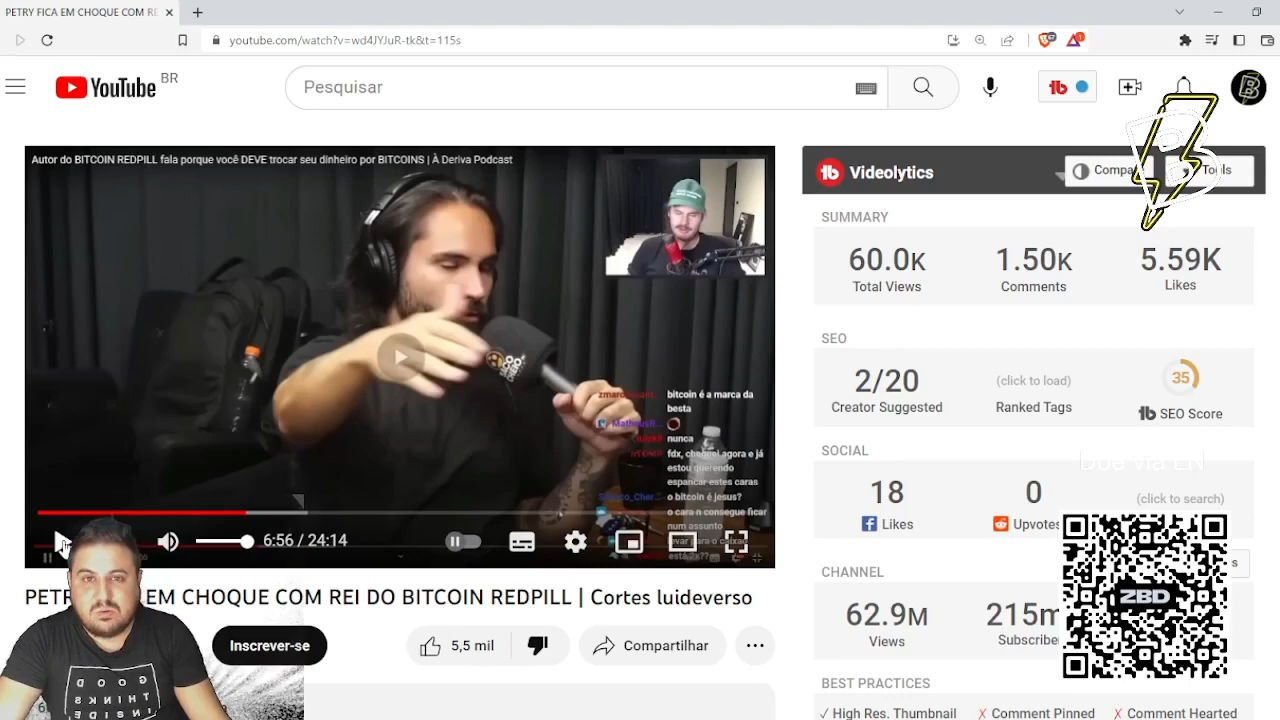 PETRY FICA EM CHOQUE COM RE
youtube.com/watch?v=wd4JYJuR-tk&t=115s
YouTube BR
Pesquisar
Autor do BITCOIN REDPILL fala porque você DEVE trocar seu dinheiro por BITCOINS | À Deriva Podcast
bitcoin é a marca da
besta
nunca
fdx, cheguei agora e já
estou querendo
espancar estes caras
o bitcoin é jesus?
o cara n consegue ficar
num assunto
6:56 / 24:14
PETR EM CHOQUE COM REI DO BITCOIN REDPILL | Cortes luideverso
Inscrever-se
5,5 mil
Compartilhar
GOOD
THINKS
INSIDE
Videolytics
Compa
Tools
SUMMARY
60.0K 1.50K 5.59K
Total Views Comments Likes
SEO
2/20 (click to load) 35
Creator Suggested Ranked Tags SEO Score
SOCIAL
Doe via LN
18 0 (click to search)
Likes Upvotes
CHANNEL
62.9M 215m
Views Subscribe
ZBD
BEST PRACTICES
✓ High Res. Thumbnail ✗ Comment Pinned ✗ Comment Hearted